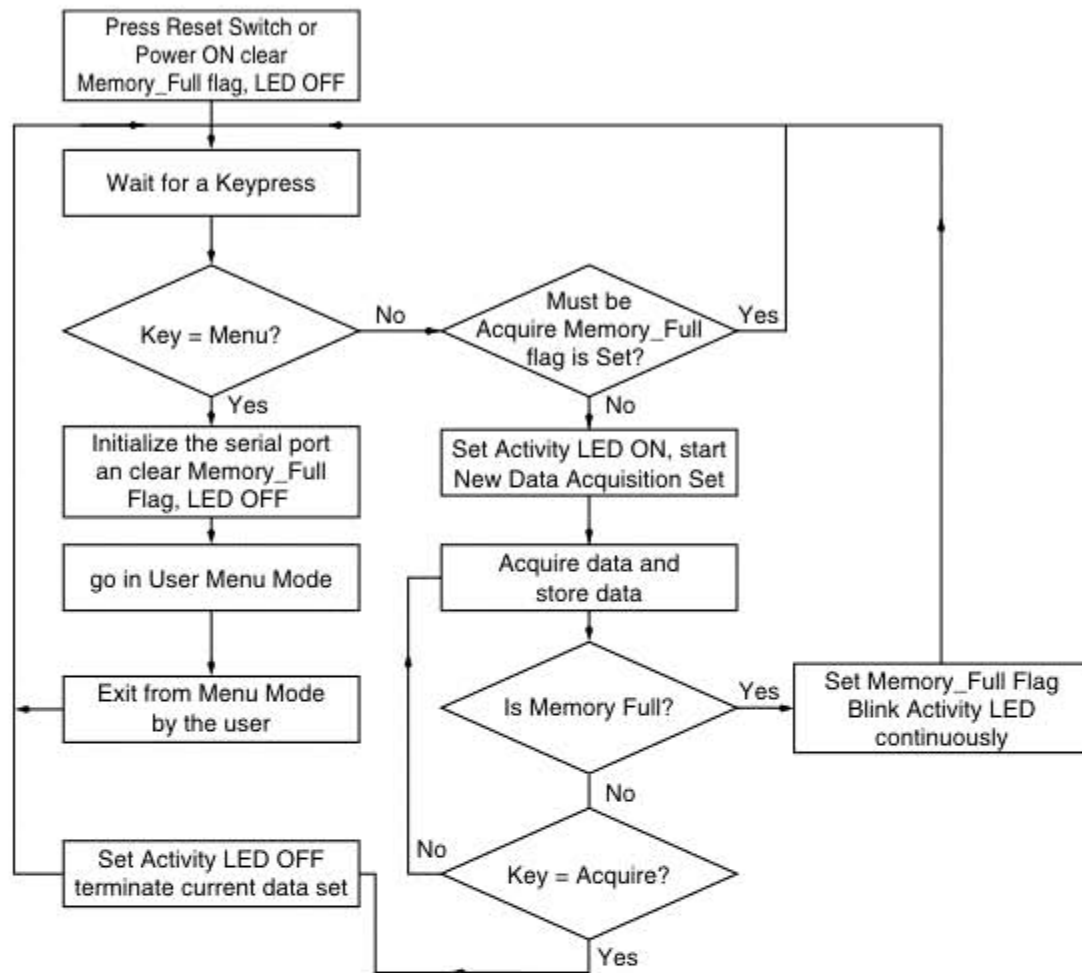 Press Reset Switch or
Power ON clear
Memory_Full flag, LED OFF
Wait for a Keypress
Key = Menu?
No
Must be
Acquire Memory_Full
flag is Set?
Yes
Yes
No
Initialize the serial port
an clear Memory_Full
Flag, LED OFF
Set Activity LED ON, start
New Data Acquisition Set
go in User Menu Mode
Acquire data and
store data
Exit from Menu Mode
by the user
Is Memory Full?
Yes
Set Memory_Full Flag
Blink Activity LED
continuously
No
Set Activity LED OFF
terminate current data set
No
Key = Acquire?
Yes